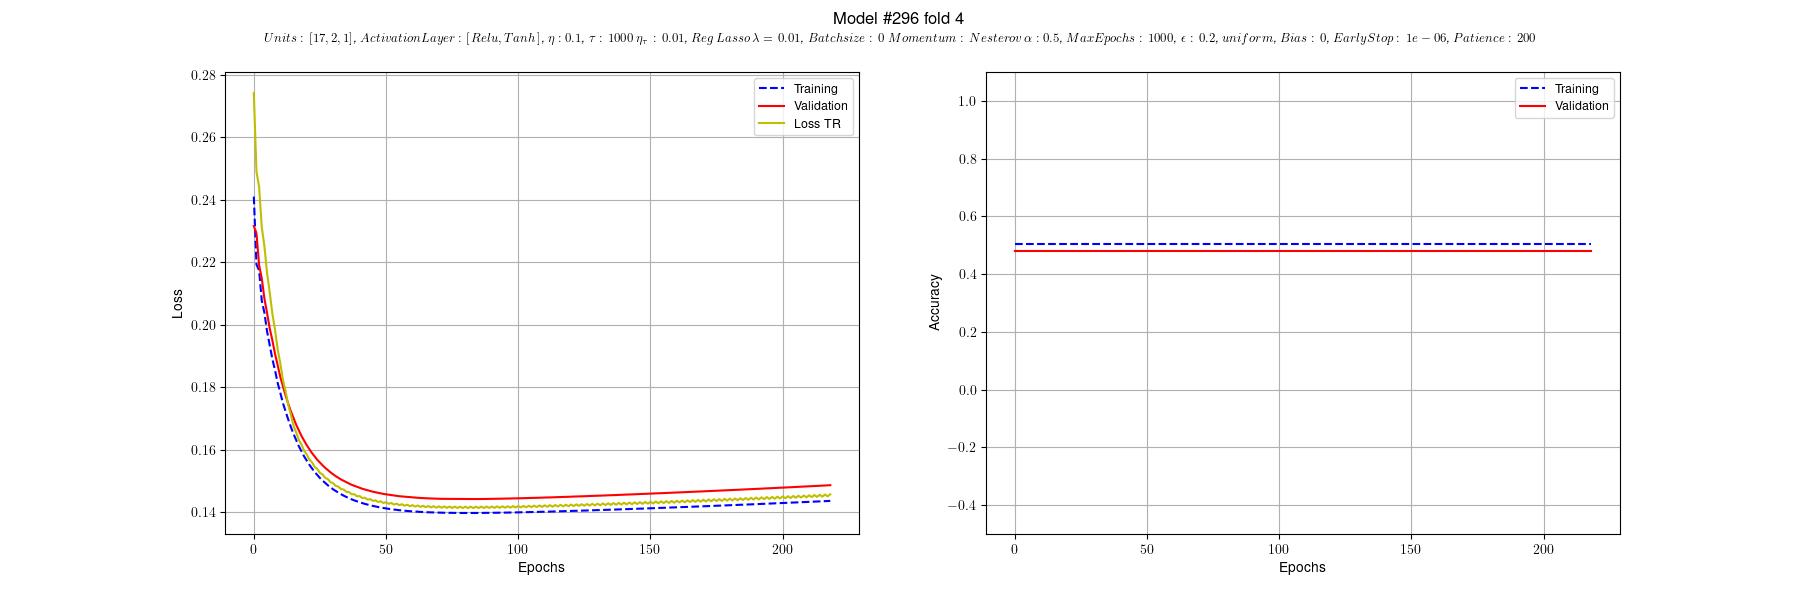 Model #296 fold 4
Units : [17, 2, 1], ActivationLayer : [Relu, Tanh], η : 0.1, τ : 1000 ητ : 0.01, Reg Lasso λ = 0.01, Batchsize : 0 Momentum : Nesterov α : 0.5, MaxEpochs : 1000, ϵ : 0.2, uniform, Bias : 0, EarlyStop : 1e − 06, Patience : 200
0.28
0.26
0.24
0.22
0.20
0.18
0.16
0.14
Loss
0 50 100 150 200
Epochs
Training
Validation
Loss TR
1.0
0.8
0.6
0.4
0.2
0.0
−0.2
−0.4
Accuracy
0 50 100 150 200
Epochs
Training
Validation